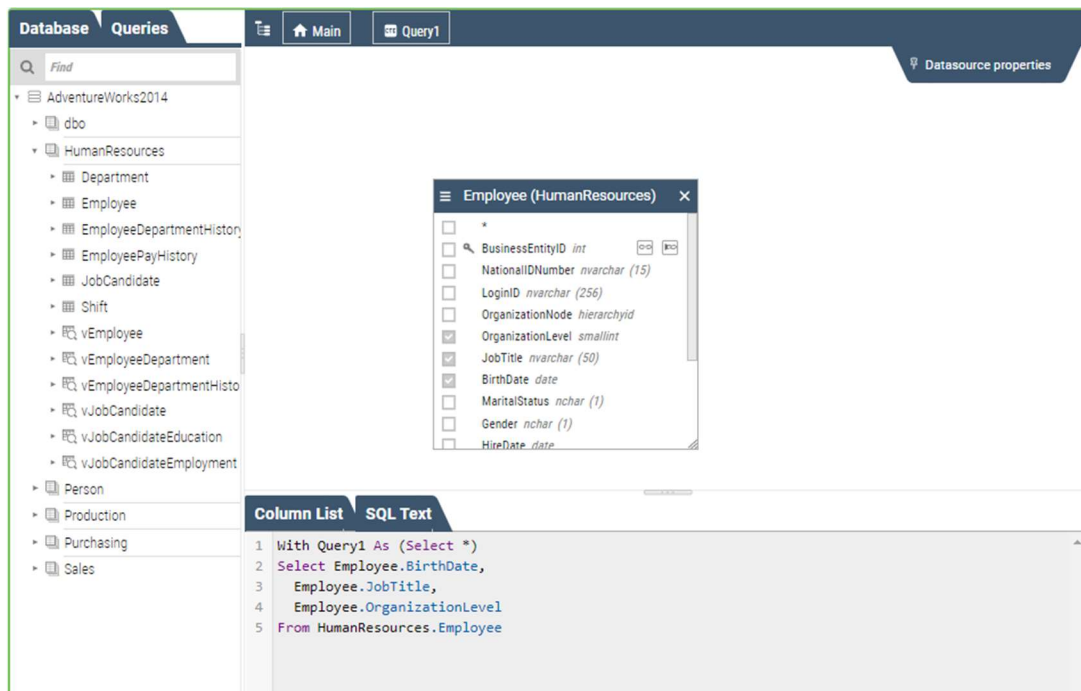 Database Queries
Find
AdventureWorks2014
dbo
HumanResources
Department
Employee
EmployeeDepartmentHistory
EmployeePayHistory
JobCandidate
Shift
vEmployee
vEmployeeDepartment
vEmployeeDepartmentHisto
vJobCandidate
vJobCandidateEducation
vJobCandidateEmployment
Person
Production
Purchasing
Sales
Main
CTE Query1
Datasource properties
Employee (HumanResources)
*
BusinessEntityID int
NationalIDNumber nvarchar (15)
LoginID nvarchar (256)
OrganizationNode hierarchyid
OrganizationLevel smallint
JobTitle nvarchar (50)
BirthDate date
MaritalStatus nchar (1)
Gender nchar (1)
HireDate date
Column List SQL Text
1 With Query1 As (Select *)
2 Select Employee.BirthDate,
3 Employee.JobTitle,
4 Employee.OrganizationLevel
5 From HumanResources.Employee